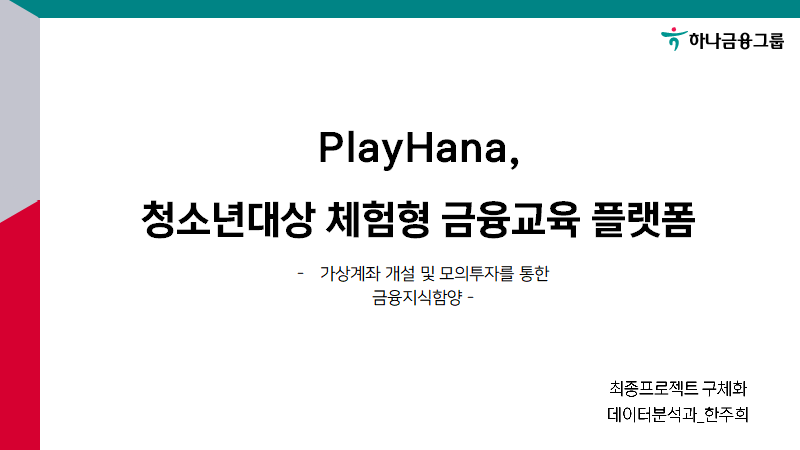 하나금융그룹
PlayHana,
청소년대상 체험형 금융교육 플랫폼
- 가상계좌 개설 및 모의투자를 통한
금융지식함양 -
최종프로젝트 구체화
데이터분석과_한주희